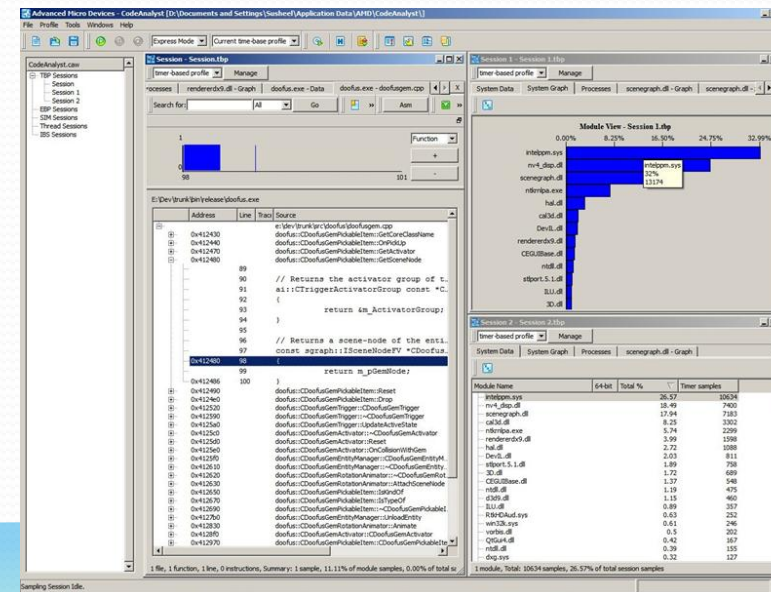 Advanced Micro Devices - CodeAnalyst [D:\Documents and Settings\Susheel\Application Data\AMD\CodeAnalyst\]
File Profile Tools Windows Help
Express Mode
Current time-base profile
CodeAnalyst.caw
TBP Sessions
Session
Session 1
Session 2
EBP Sessions
SIM Sessions
Thread Sessions
IBS Sessions
Session - Session.tbp
timer-based profile Manage
rocesses rendererdx9.dll - Graph doofus.exe - Data doofus.exe - doofusgem.cpp
Search for: All Go Asm
1
Function
+
0
98 101 -
E:\Dev\trunk\bin\release\doofus.exe
Address Line Trac Source
e:\dev\trunk\prc\doofus\doofusgem.cpp
0x412430 doofus::CDoofusGemPickableItem::GetCoreClassName
0x412440 doofus::CDoofusGemPickableItem::OnPickUp
0x412470 doofus::CDoofusGemPickableItem::GetActivator
0x412480 doofus::CDoofusGemPickableItem::GetSceneNode
89
90 // Returns the activator group of t..
91 ai::CTriggerActivatorGroup const *C..
92 {
93 return &m_ActivatorGroup;
94 }
95
96 // Returns a scene-node of the enti..
97 const sgraph::ISceneNodeFV *CDoofus..
0x412480 98 {
99 return m_pGemNode;
0x412486 100 }
0x412490 doofus::CDoofusGemPickableItem::Reset
0x4124e0 doofus::CDoofusGemPickableItem::Drop
0x412520 doofus::CDoofusGemTrigger::CDoofusGemTrigger
0x412590 doofus::CDoofusGemTrigger::~CDoofusGemTrigger
0x4125a0 doofus::CDoofusGemTrigger::UpdateActiveState
0x4125c0 doofus::CDoofusGemActivator::~CDoofusGemActivator
0x4125d0 doofus::CDoofusGemActivator::Reset
0x4125e0 doofus::CDoofusGemActivator::OnCollisionWithGem
0x4125f0 doofus::CDoofusGemEntityManager::CDoofusGemEntityM..
0x412610 doofus::CDoofusGemEntityManager::~CDoofusGemEntity..
0x412620 doofus::CDoofusGemRotationAnimator::~CDoofusGemRot..
0x412630 doofus::CDoofusGemRotationAnimator::AttachSceneNode
0x412650 doofus::CDoofusGemPickableItem::IsKindOf
0x412670 doofus::CDoofusGemPickableItem::IsTypeOf
0x412690 doofus::CDoofusGemPickableItem::~CDoofusGemPickableI..
0x4127b0 doofus::CDoofusGemEntityManager::UnloadEntity
0x412830 doofus::CDoofusGemRotationAnimator::Animate
0x4128f0 doofus::CDoofusGemActivator::CDoofusGemActivator
0x412970 doofus::CDoofusGemPickableItem::CDoofusGemPickableIte
1 file, 1 function, 1 line, 0 instructions, Summary: 1 sample, 11.11% of module samples, 0.00% of total s
Session 1 - Session 1.tbp
timer-based profile Manage
System Data System Graph Processes scenegraph.dll - Graph scenegraph.dll -
Module View - Session 1.tbp
0.00% 8.25% 16.50% 24.75% 32.99%
intelppm.sys
nv4_disp.dll
scenegraph.dll
ntkrnlpa.exe
hal.dll
cal3d.dll
DevIL.dll
rendererdx9.dll
CEGUIBase.dll
ntdll.dll
stlport.5.1.dll
ILU.dll
3D.dll
intelppm.sys
32%
13174
Session 2 - Session 2.tbp
timer-based profile Manage
System Data System Graph Processes scenegraph.dll - Graph
Module Name 64-bit Total % Timer samples
intelppm.sys 26.57 10634
nv4_disp.dll 18.49 7400
scenegraph.dll 17.94 7183
cal3d.dll 8.25 3302
ntkrnlpa.exe 5.74 2299
rendererdx9.dll 3.99 1598
hal.dll 2.72 1088
DevIL.dll 2.03 811
stlport.5.1.dll 1.89 758
3D.dll 1.72 689
CEGUIBase.dll 1.37 548
ntdll.dll 1.19 475
d3d9.dll 1.15 460
ILU.dll 0.89 357
RtkHDAud.sys 0.63 252
win32k.sys 0.61 246
vorbis.dll 0.5 202
QtGui4.dll 0.42 167
ntdll.dll 0.39 155
dxg.sys 0.32 127
1 module, Total: 10634 samples, 26.57% of total session samples
Sampling Session Idle.